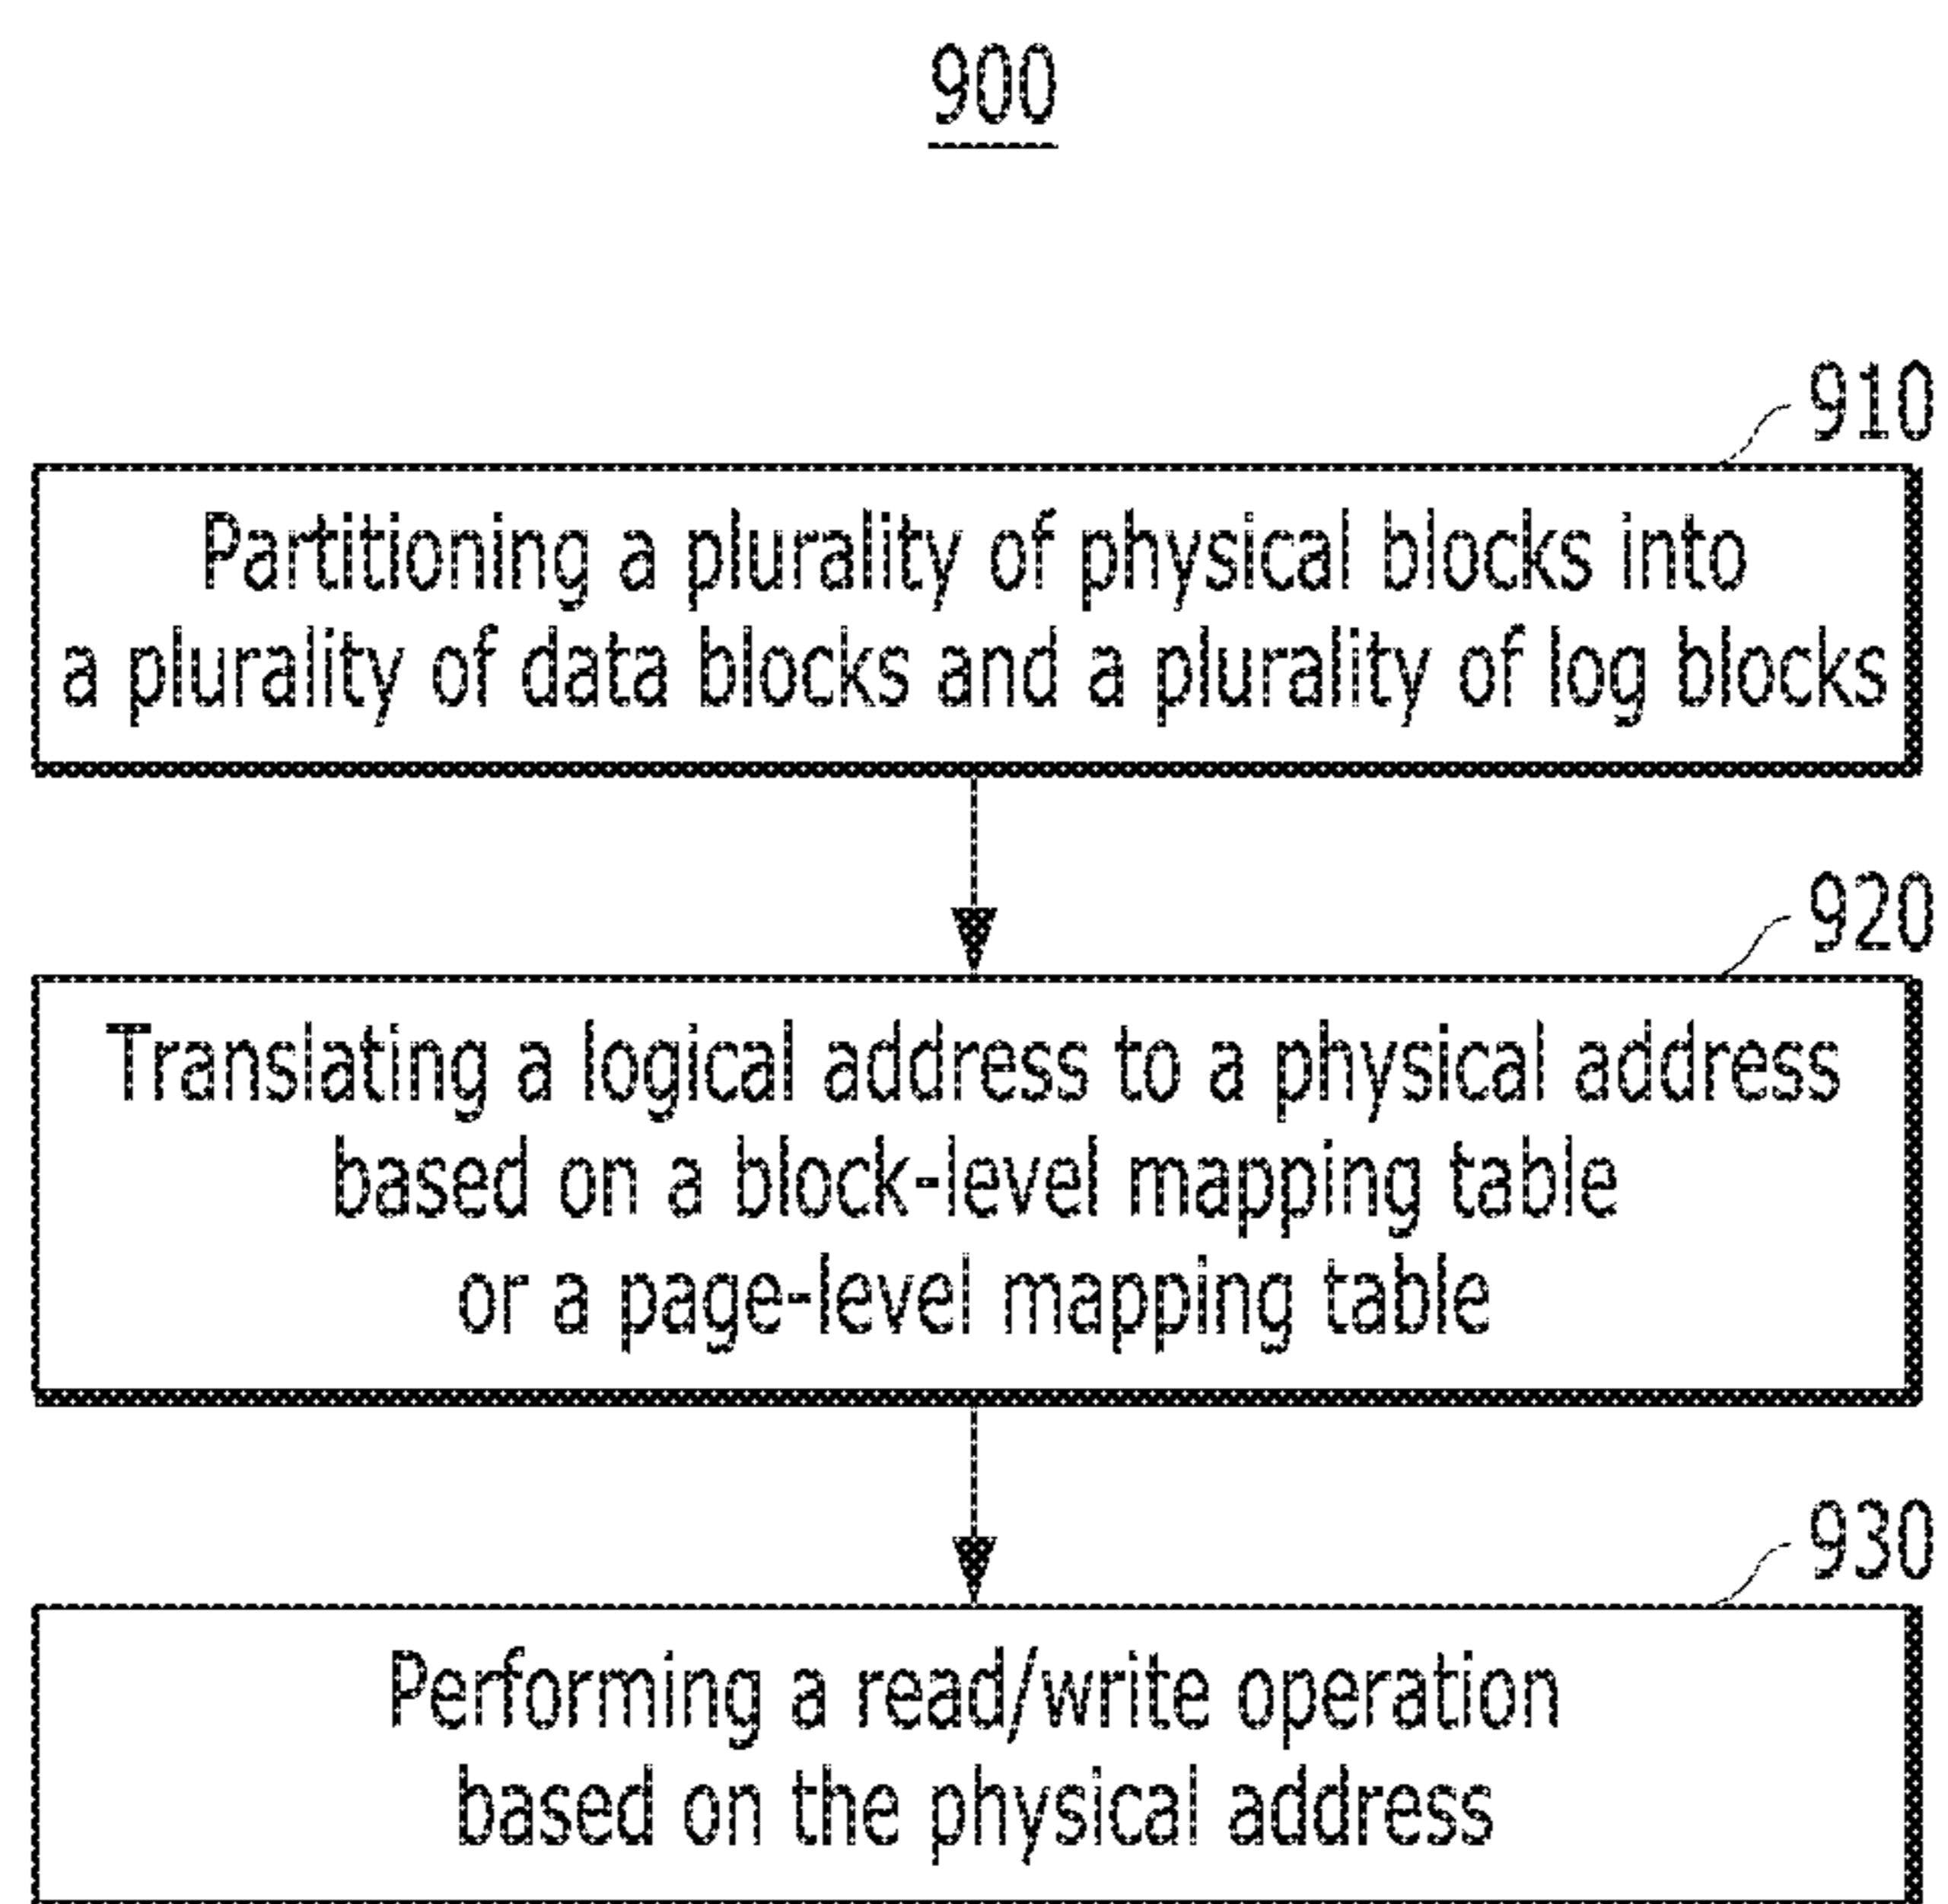 900
910
Partitioning a plurality of physical blocks into
a plurality of data blocks and a plurality of log blocks
920
Translating a logical address to a physical address
based on a block-level mapping table
or a page-level mapping table
930
Performing a read/write operation
based on the physical address